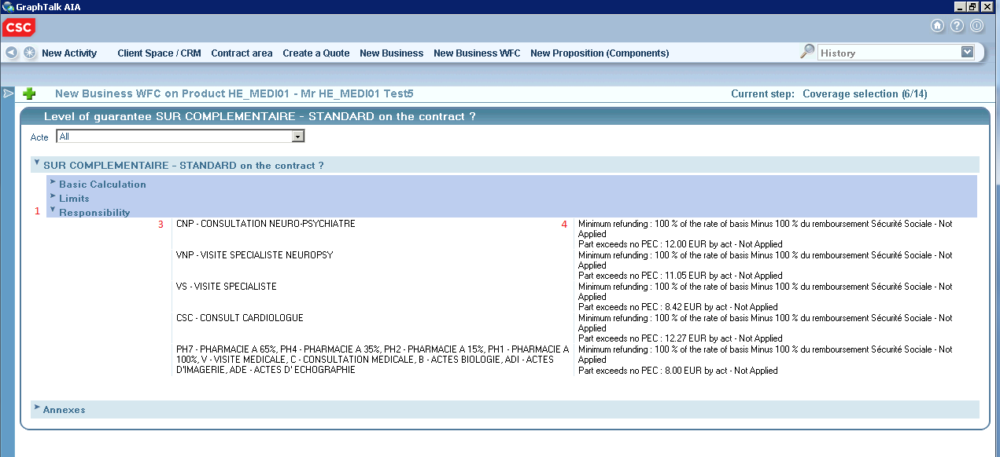 GraphTalk AIA
CSC
New Activity Client Space / CRM Contract area Create a Quote New Business New Business WFC New Proposition (Components) History
New Business WFC on Product HE_MEDI01 - Mr HE_MEDI01 Test5 Current step: Coverage selection (6/14)
Level of guarantee SUR COMPLEMENTAIRE - STANDARD on the contract ?
Acte All
SUR COMPLEMENTAIRE - STANDARD on the contract ?
Basic Calculation
Limits
1 Responsibility
3 CNP - CONSULTATION NEURO-PSYCHIATRE 4 Minimum refunding : 100 % of the rate of basis Minus 100 % du remboursement Sécurité Sociale - Not
Applied
Part exceeds no PEC : 12.00 EUR by act - Not Applied
VNP - VISITE SPECIALISTE NEUROPSY Minimum refunding : 100 % of the rate of basis Minus 100 % du remboursement Sécurité Sociale - Not
Applied
Part exceeds no PEC : 11.05 EUR by act - Not Applied
VS - VISITE SPECIALISTE Minimum refunding : 100 % of the rate of basis Minus 100 % du remboursement Sécurité Sociale - Not
Applied
Part exceeds no PEC : 8.42 EUR by act - Not Applied
CSC - CONSULT CARDIOLOGUE Minimum refunding : 100 % of the rate of basis Minus 100 % du remboursement Sécurité Sociale - Not
Applied
Part exceeds no PEC : 12.27 EUR by act - Not Applied
PH7 - PHARMACIE A 65%, PH4 - PHARMACIE A 35%, PH2 - PHARMACIE A 15%, PH1 - PHARMACIE A Minimum refunding : 100 % of the rate of basis Minus 100 % du remboursement Sécurité Sociale - Not
100%, V - VISITE MEDICALE, C - CONSULTATION MEDICALE, B - ACTES BIOLOGIE, ADI - ACTES Applied
D'IMAGERIE, ADE - ACTES D' ECHOGRAPHIE Part exceeds no PEC : 8.00 EUR by act - Not Applied
Annexes